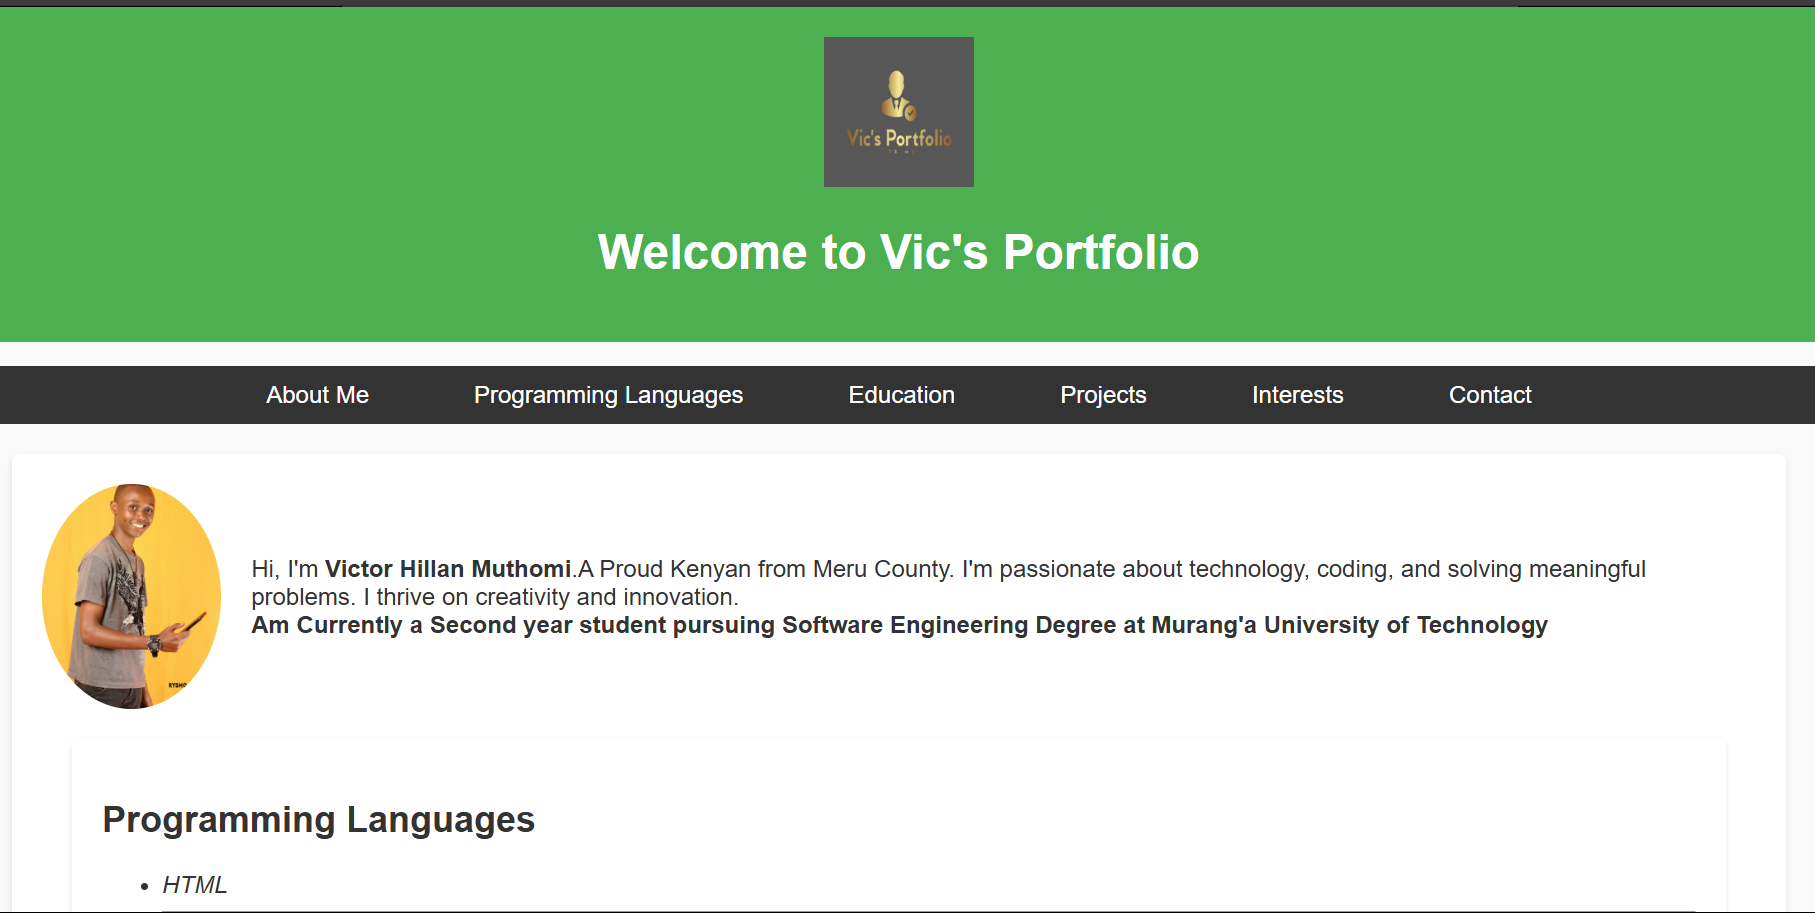 Vic's Portfolio
Welcome to Vic's Portfolio
About Me Programming Languages Education Projects Interests Contact
Hi, I'm Victor Hillan Muthomi.A Proud Kenyan from Meru County. I'm passionate about technology, coding, and solving meaningful
problems. I thrive on creativity and innovation.
Am Currently a Second year student pursuing Software Engineering Degree at Murang'a University of Technology
Programming Languages
HTML